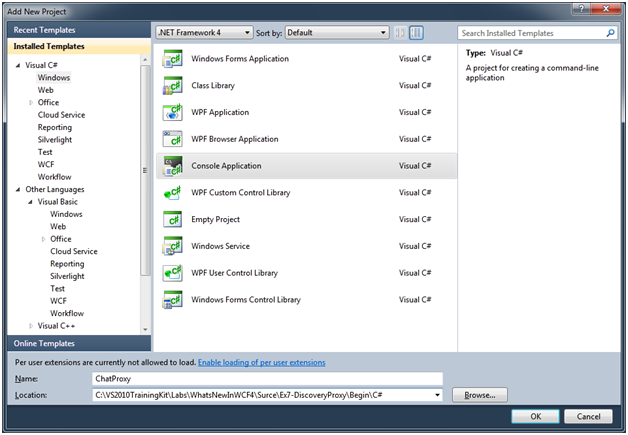 Add New Project
Recent Templates
Installed Templates
Visual C#
Windows
Web
Office
Cloud Service
Reporting
Silverlight
Test
WCF
Workflow
Other Languages
Visual Basic
Windows
Web
Office
Cloud Service
Reporting
Silverlight
Test
WCF
Workflow
Visual C++
Online Templates
.NET Framework 4 Sort by: Default
Windows Forms Application Visual C#
Class Library Visual C#
WPF Application Visual C#
WPF Browser Application Visual C#
Console Application Visual C#
WPF Custom Control Library Visual C#
Empty Project Visual C#
Windows Service Visual C#
WPF User Control Library Visual C#
Windows Forms Control Library Visual C#
Search Installed Templates
Type: Visual C#
A project for creating a command-line
application
Per user extensions are currently not allowed to load. Enable loading of per user extensions
Name: ChatProxy
Location: C:\VS2010TrainingKit\Labs\WhatsNewInWCF4\Surce\Ex7-DiscoveryProxy\Begin\C# Browse...
OK Cancel